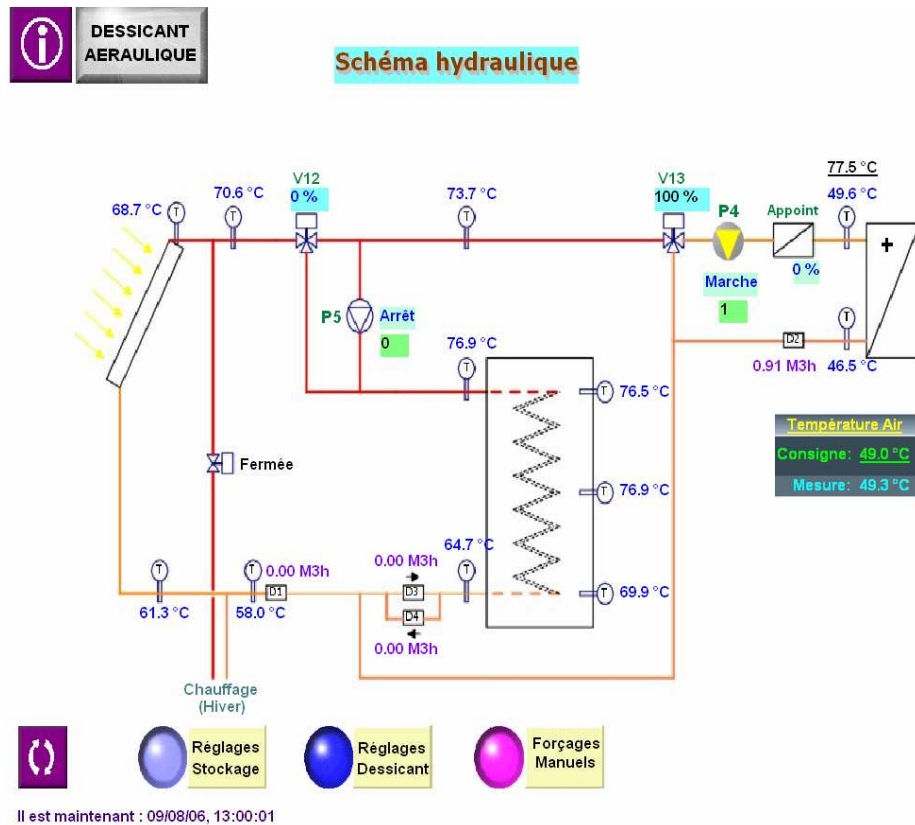 DESSICANT
AERAULIQUE
Schéma hydraulique
77.5 °C
V12
0 %
V13
100 %
70.6 °C
73.7 °C
49.6 °C
68.7 °C
T
T
T
T
P4
Appoint
+
0 %
Marche
1
P5
Arrêt
0
T
D2
0.91 M3h
46.5 °C
76.9 °C
T
T
76.5 °C
Température Air
Consigne: 49.0 °C
Mesure: 49.3 °C
Fermée
T
76.9 °C
64.7 °C
0.00 M3h
T
T
0.00 M3h
T
D1
D3
T
69.9 °C
61.3 °C
58.0 °C
D4
0.00 M3h
Chauffage
(Hiver)
Réglages
Stockage
Réglages
Dessicant
Forçages
Manuels
Il est maintenant : 09/08/06, 13:00:01